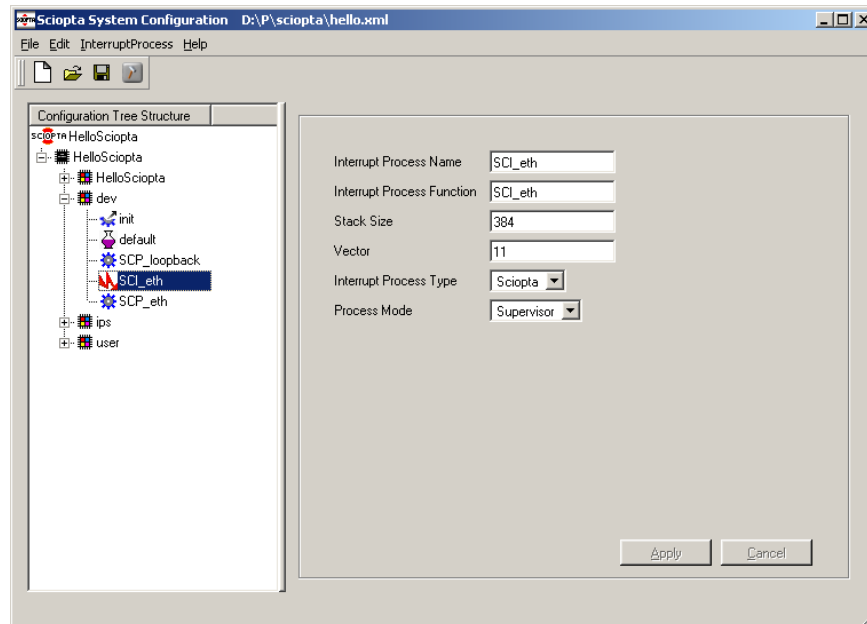 Sciopta System Configuration D:\P\sciopta\hello.xml
File Edit InterruptProcess Help
Configuration Tree Structure
SCIOPTA HelloSciopta
HelloSciopta
HelloSciopta
dev
init
default
SCP_loopback
SCI_eth
SCP_eth
ips
user
Interrupt Process Name SCI_eth
Interrupt Process Function SCI_eth
Stack Size 384
Vector 11
Interrupt Process Type Sciopta
Process Mode Supervisor
Apply Cancel